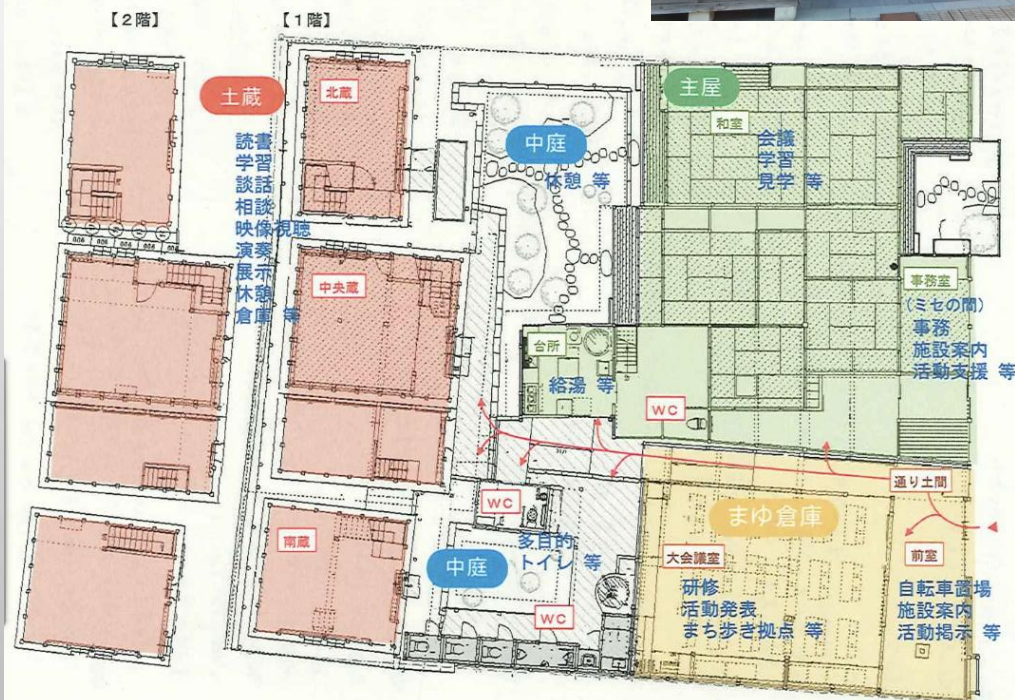 【２階】
【１階】
土蔵
読書
学習
談話
相談
映像視聴
演奏
展示
休憩
倉庫 等
北蔵
中央蔵
南蔵
中庭
休憩 等
主屋
和室
会議
学習
見学 等
事務室
(ミセの間)
事務
施設案内
活動支援 等
台所
給湯 等
WC
WC
多目的
トイレ 等
中庭
WC
通り土間
まゆ倉庫
大会議室
研修
活動発表
まち歩き拠点 等
前室
自転車置場
施設案内
活動掲示 等